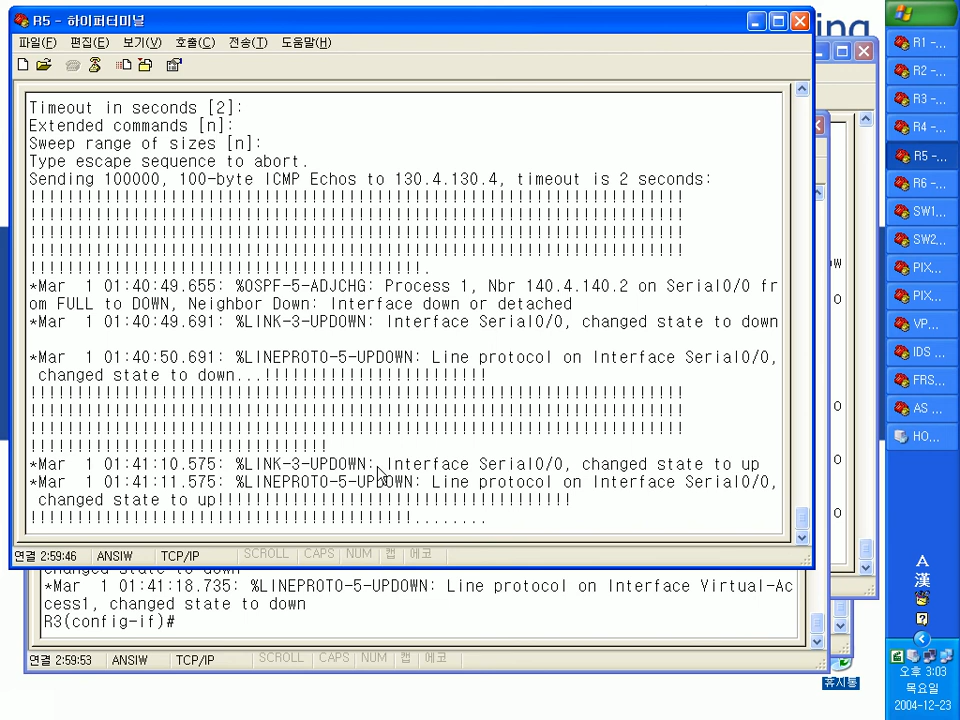 R5 - 하이퍼터미널
파일(F) 편집(E) 보기(V) 호출(C) 전송(T) 도움말(H)
Timeout in seconds [2]:
Extended commands [n]:
Sweep range of sizes [n]:
Type escape sequence to abort.
Sending 100000, 100-byte ICMP Echos to 130.4.130.4, timeout is 2 seconds:
!!!!!!!!!!!!!!!!!!!!!!!!!!!!!!!!!!!!!!!!!!!!!!!!!!!!!!!!!!!!!!!!!!!!!!
!!!!!!!!!!!!!!!!!!!!!!!!!!!!!!!!!!!!!!!!!!!!!!!!!!!!!!!!!!!!!!!!!!!!!!
!!!!!!!!!!!!!!!!!!!!!!!!!!!!!!!!!!!!!!!!!!!!!!!!!!!!!!!!!!!!!!!!!!!!!!
!!!!!!!!!!!!!!!!!!!!!!!!!!!!!!!!!!!!!!!!!!!!!!!!!!!!!!!!!!!!!!!!!!!!!!
!!!!!!!!!!!!!!!!!!!!!!!!!!!!!!!!!!!!!!!!!!.
*Mar  1 01:40:49.655: %OSPF-5-ADJCHG: Process 1, Nbr 140.4.140.2 on Serial0/0 fr
om FULL to DOWN, Neighbor Down: Interface down or detached
*Mar  1 01:40:49.691: %LINK-3-UPDOWN: Interface Serial0/0, changed state to down
*Mar  1 01:40:50.691: %LINEPROTO-5-UPDOWN: Line protocol on Interface Serial0/0,
changed state to down...!!!!!!!!!!!!!!!!!!!!!!!!
!!!!!!!!!!!!!!!!!!!!!!!!!!!!!!!!!!!!!!!!!!!!!!!!!!!!!!!!!!!!!!!!!!!!!!
!!!!!!!!!!!!!!!!!!!!!!!!!!!!!!!!!!!!!!!!!!!!!!!!!!!!!!!!!!!!!!!!!!!!!!
!!!!!!!!!!!!!!!!!!!!!!!!!!!!!!!!!!!!!!!!!!!!!!!!!!!!!!!!!!!!!!!!!!!!!!
!!!!!!!!!!!!!!!!!!!!!!!!!!!!!!!!
*Mar  1 01:41:10.575: %LINK-3-UPDOWN: Interface Serial0/0, changed state to up
*Mar  1 01:41:11.575: %LINEPROTO-5-UPDOWN: Line protocol on Interface Serial0/0,
changed state to up!!!!!!!!!!!!!!!!!!!!!!!!!!!!!!!!!!!!!!
!!!!!!!!!!!!!!!!!!!!!!!!!!!!!!!!!!!!!!!!!........
연결 2:59:46 ANSIW TCP/IP SCROLL CAPS NUM 캡 에코
changed state to down
*Mar  1 01:41:18.735: %LINEPROTO-5-UPDOWN: Line protocol on Interface Virtual-Ac
cess1, changed state to down
R3(config-if)#
연결 2:59:53 ANSIW TCP/IP SCROLL CAPS NUM 캡 에코
휴지통
R1 -...
R2 -...
R3 -...
R4 -...
R5 -...
R6 -...
SW1...
SW2...
PIX...
PIX...
VP...
IDS ...
FRS...
AS ...
HO...
A
漢
오후 3:03
목요일
2004-12-23